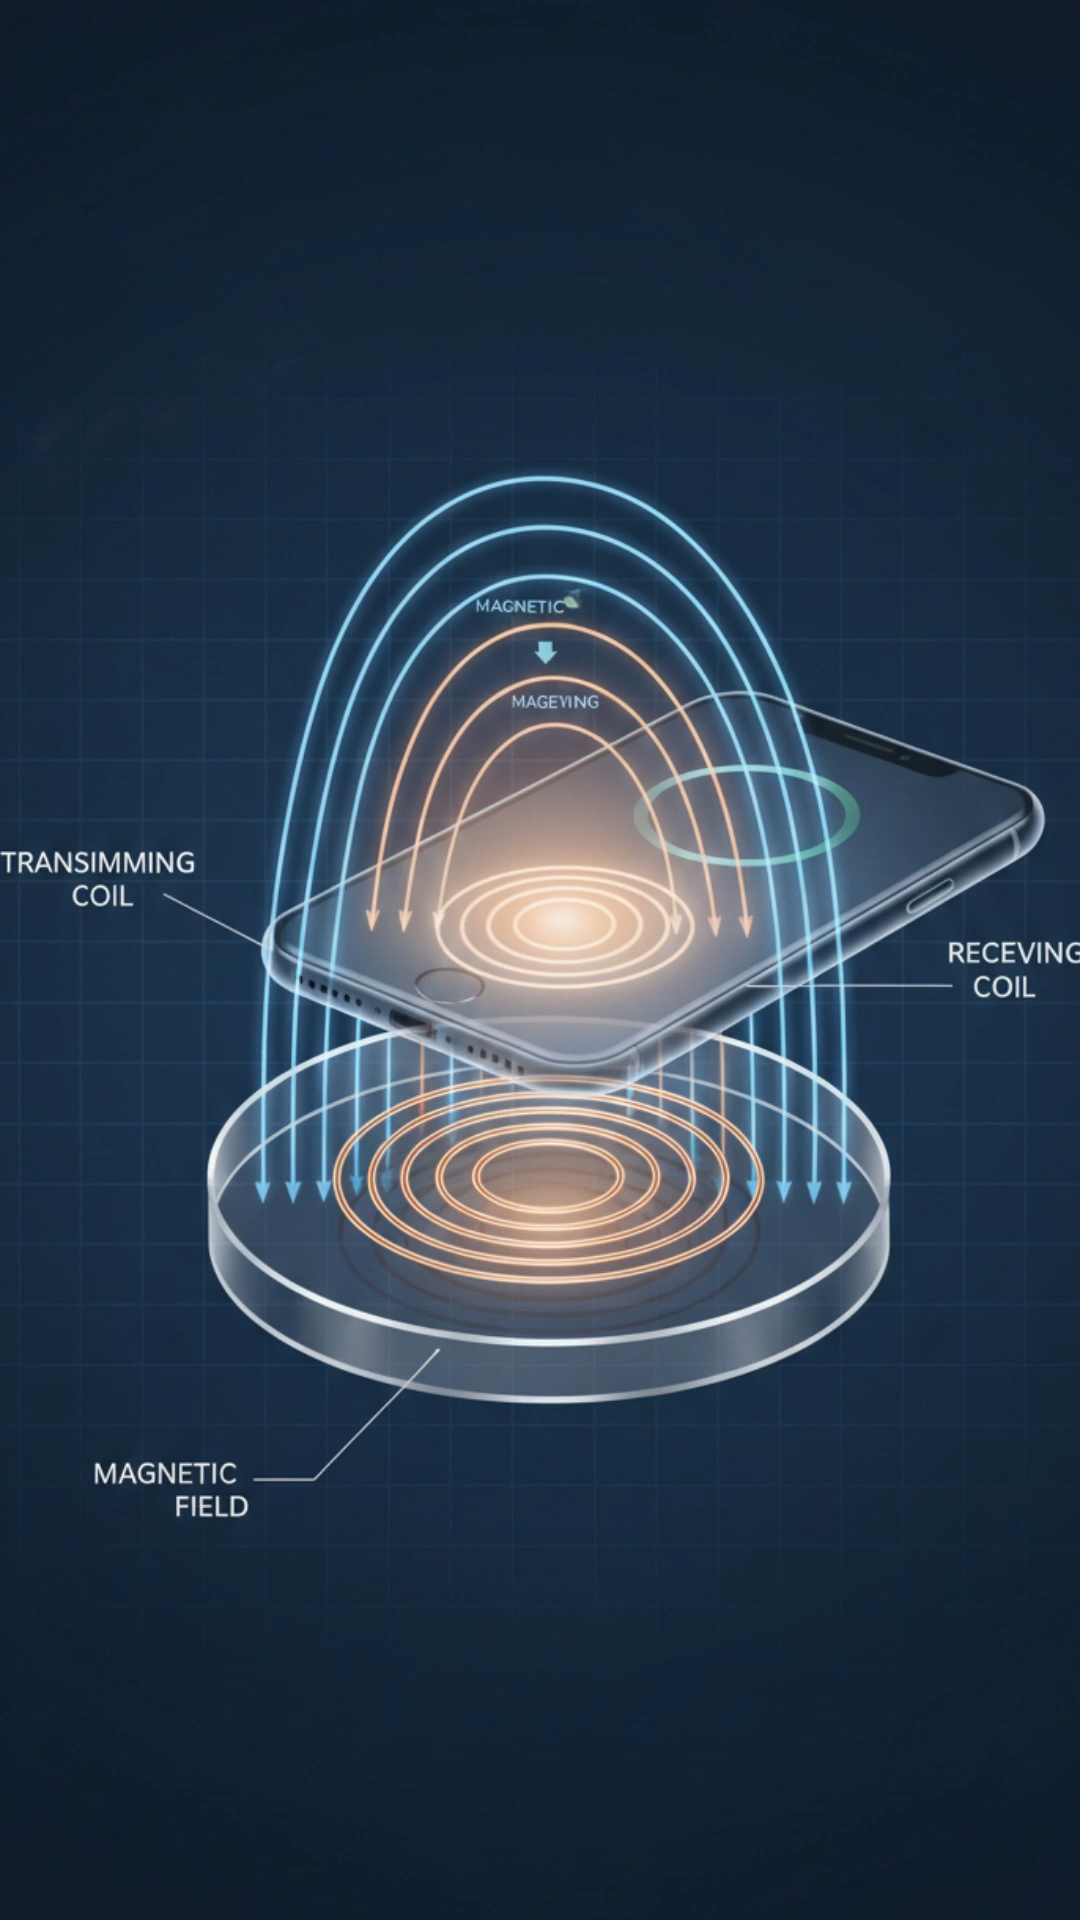 MAGNETIC
MAGEVING
TRANSIMMING
COIL
RECEVING
COIL
MAGNETIC
FIELD